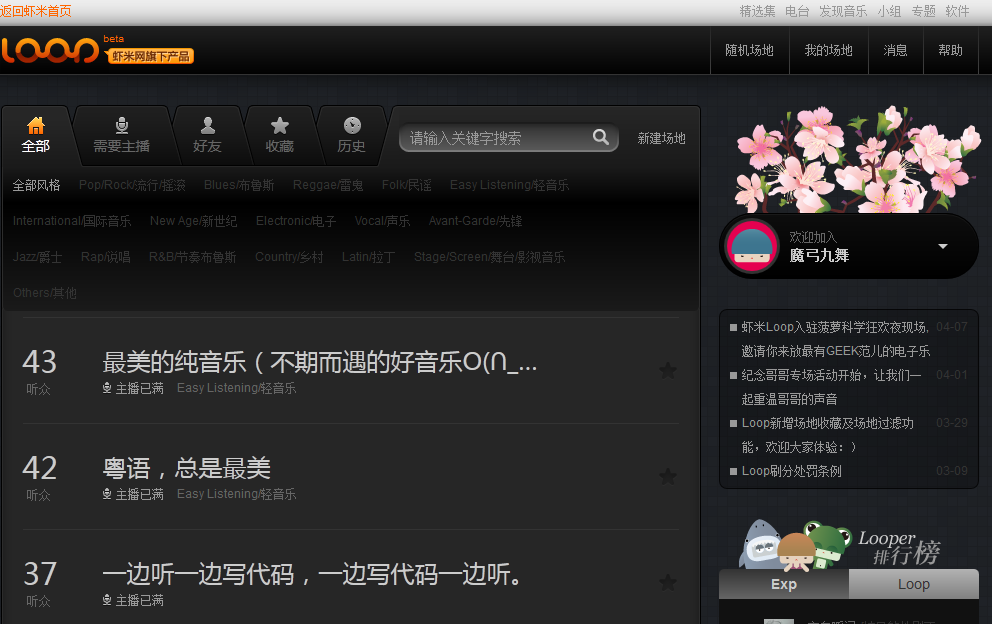 返回虾米首页
精选集 电台 发现音乐 小组 专题 软件
loop beta
虾米网旗下产品
随机场地 我的场地 消息 帮助
全部 需要主播 好友 收藏 历史
请输入关键字搜索
新建场地
全部风格 Pop/Rock/流行/摇滚 Blues/布鲁斯 Reggae/雷鬼 Folk/民谣 Easy Listening/轻音乐
International/国际音乐 New Age/新世纪 Electronic/电子 Vocal/声乐 Avant-Garde/先锋
Jazz/爵士 Rap/说唱 R&B/节奏布鲁斯 Country/乡村 Latin/拉丁 Stage/Screen/舞台/影视音乐
Others/其他
43 最美的纯音乐（不期而遇的好音乐O(∩_...
听众 主播已满 Easy Listening/轻音乐
42 粤语，总是最美
听众 主播已满 Easy Listening/轻音乐
37 一边听一边写代码，一边写代码一边听。
听众 主播已满
欢迎加入
魔弓九舞
虾米Loop入驻菠萝科学狂欢夜现场, 04-07
邀请你来放最有GEEK范儿的电子乐
纪念哥哥专场活动开始，让我们一 04-01
起重温哥哥的声音
Loop新增场地收藏及场地过滤功 03-29
能，欢迎大家体验：）
Loop刷分处罚条例 03-09
Looper
排行榜
Exp Loop